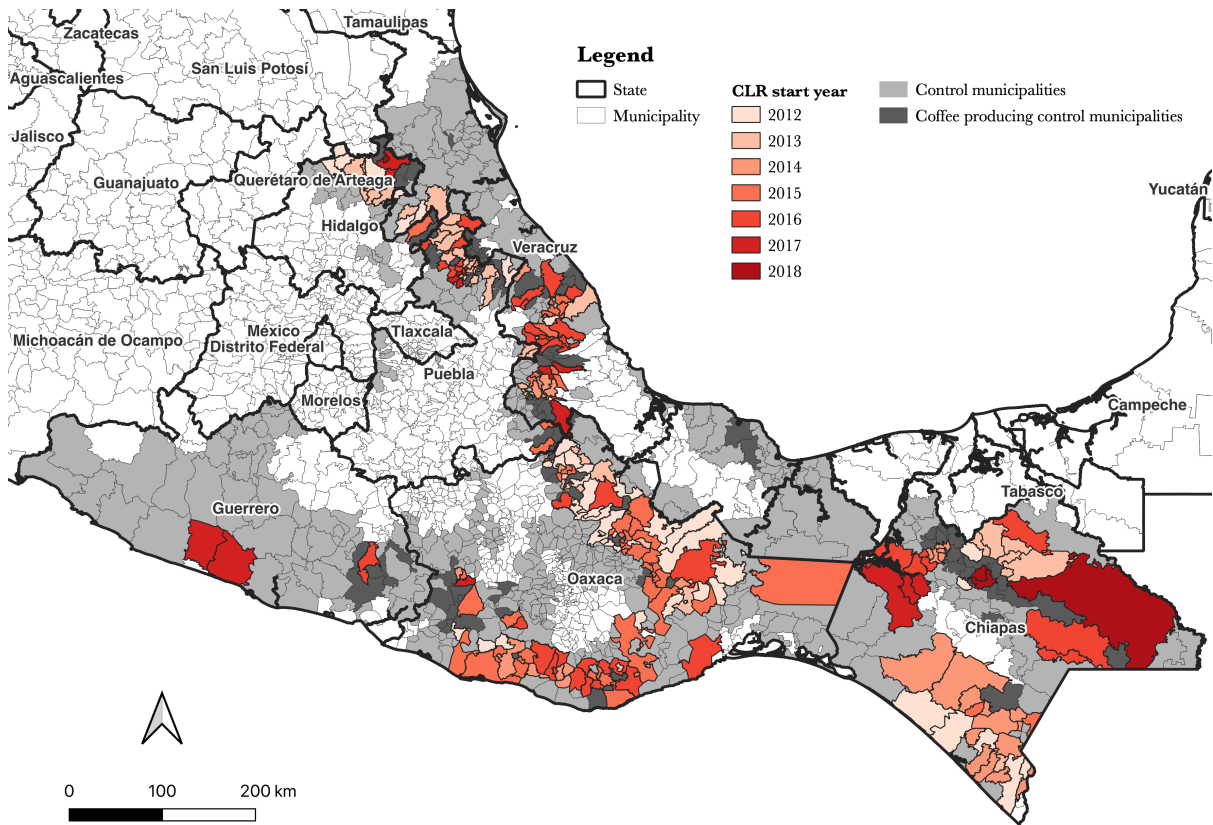 Tamaulipas
Zacatecas
San Luis Potosí
Aguascalientes
Jalisco
Guanajuato
Querétaro de Arteaga
Hidalgo
Veracruz
Yucatán
Michoacán de Ocampo
México
Distrito Federal
Tlaxcala
Puebla
Morelos
Campeche
Tabasco
Guerrero
Oaxaca
Chiapas
Legend
State
Municipality
CLR start year
2012
2013
2014
2015
2016
2017
2018
Control municipalities
Coffee producing control municipalities
0 100 200 km